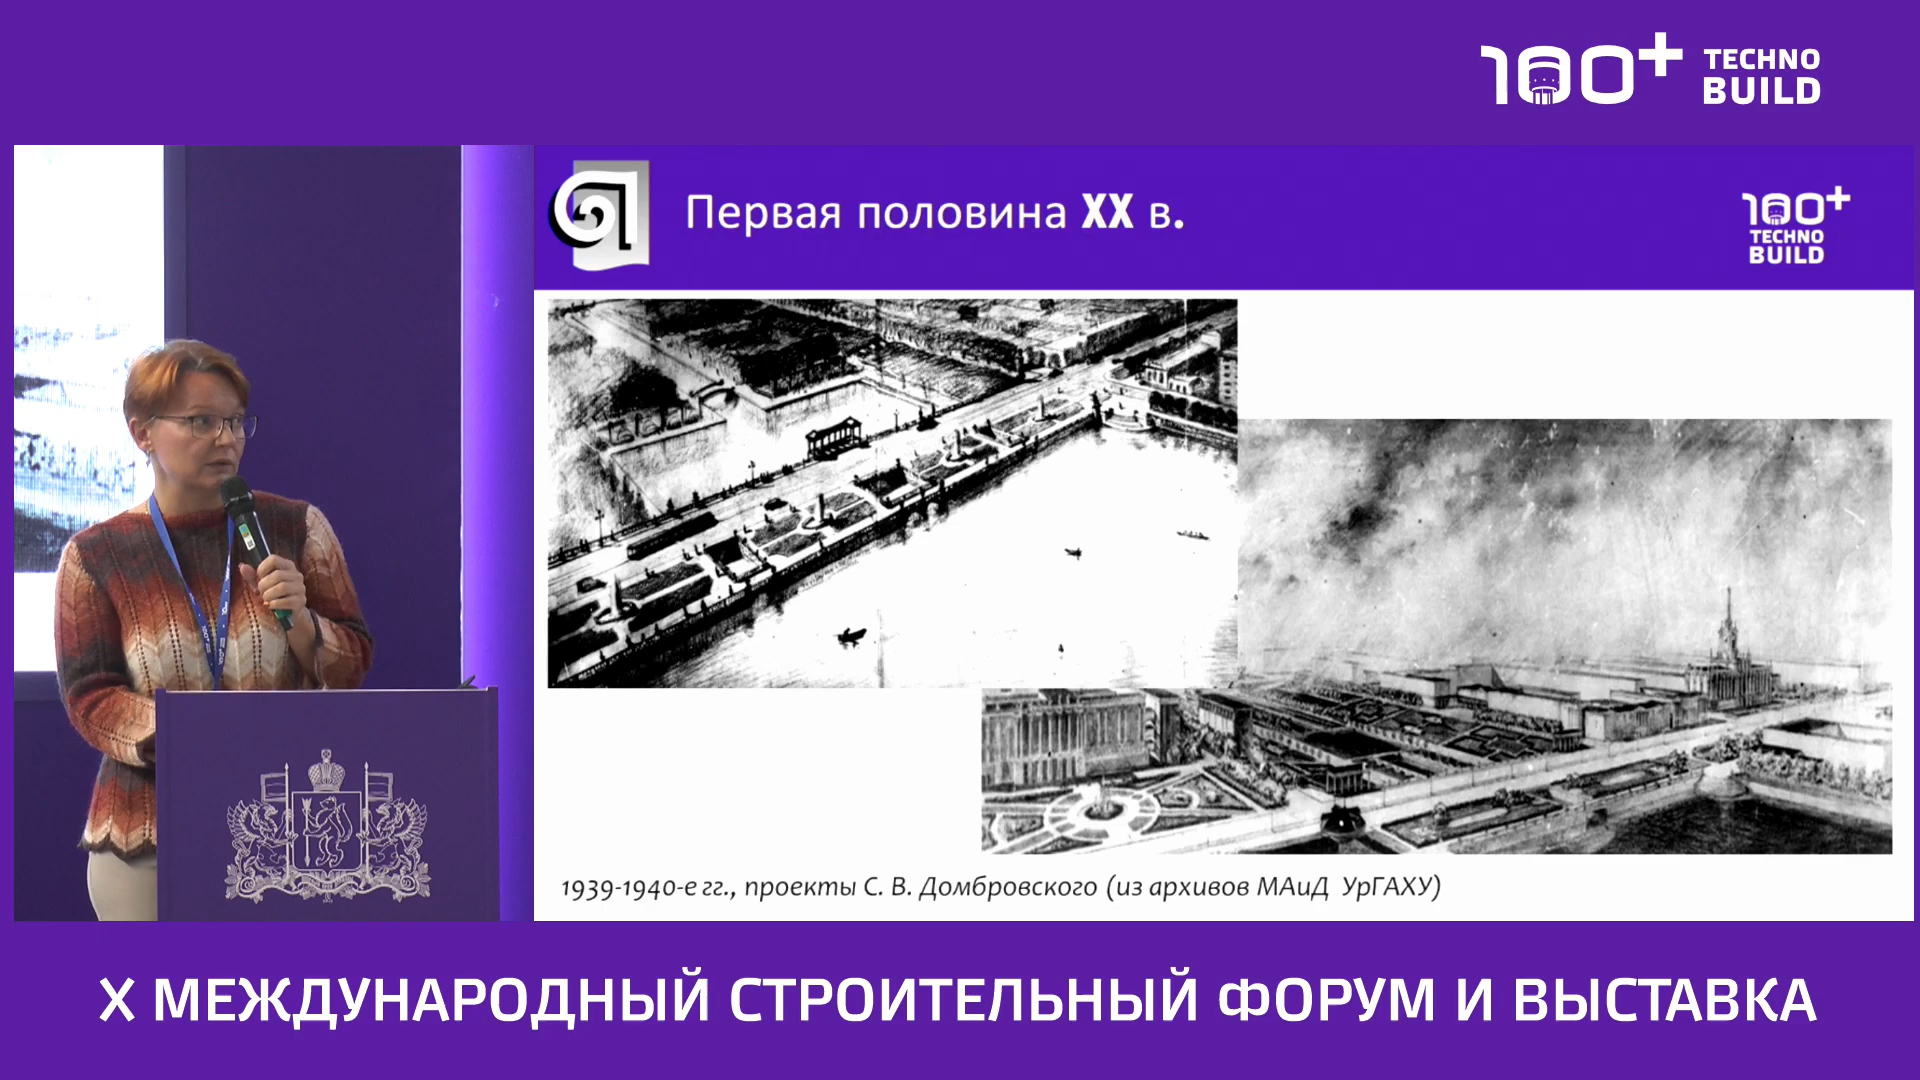 100+ TECHNO
BUILD
Первая половина XX в.
100+
TECHNO
BUILD
1939-1940-е гг., проекты С. В. Домбровского (из архивов МАиД УрГАХУ)
X МЕЖДУНАРОДНЫЙ СТРОИТЕЛЬНЫЙ ФОРУМ И ВЫСТАВКА